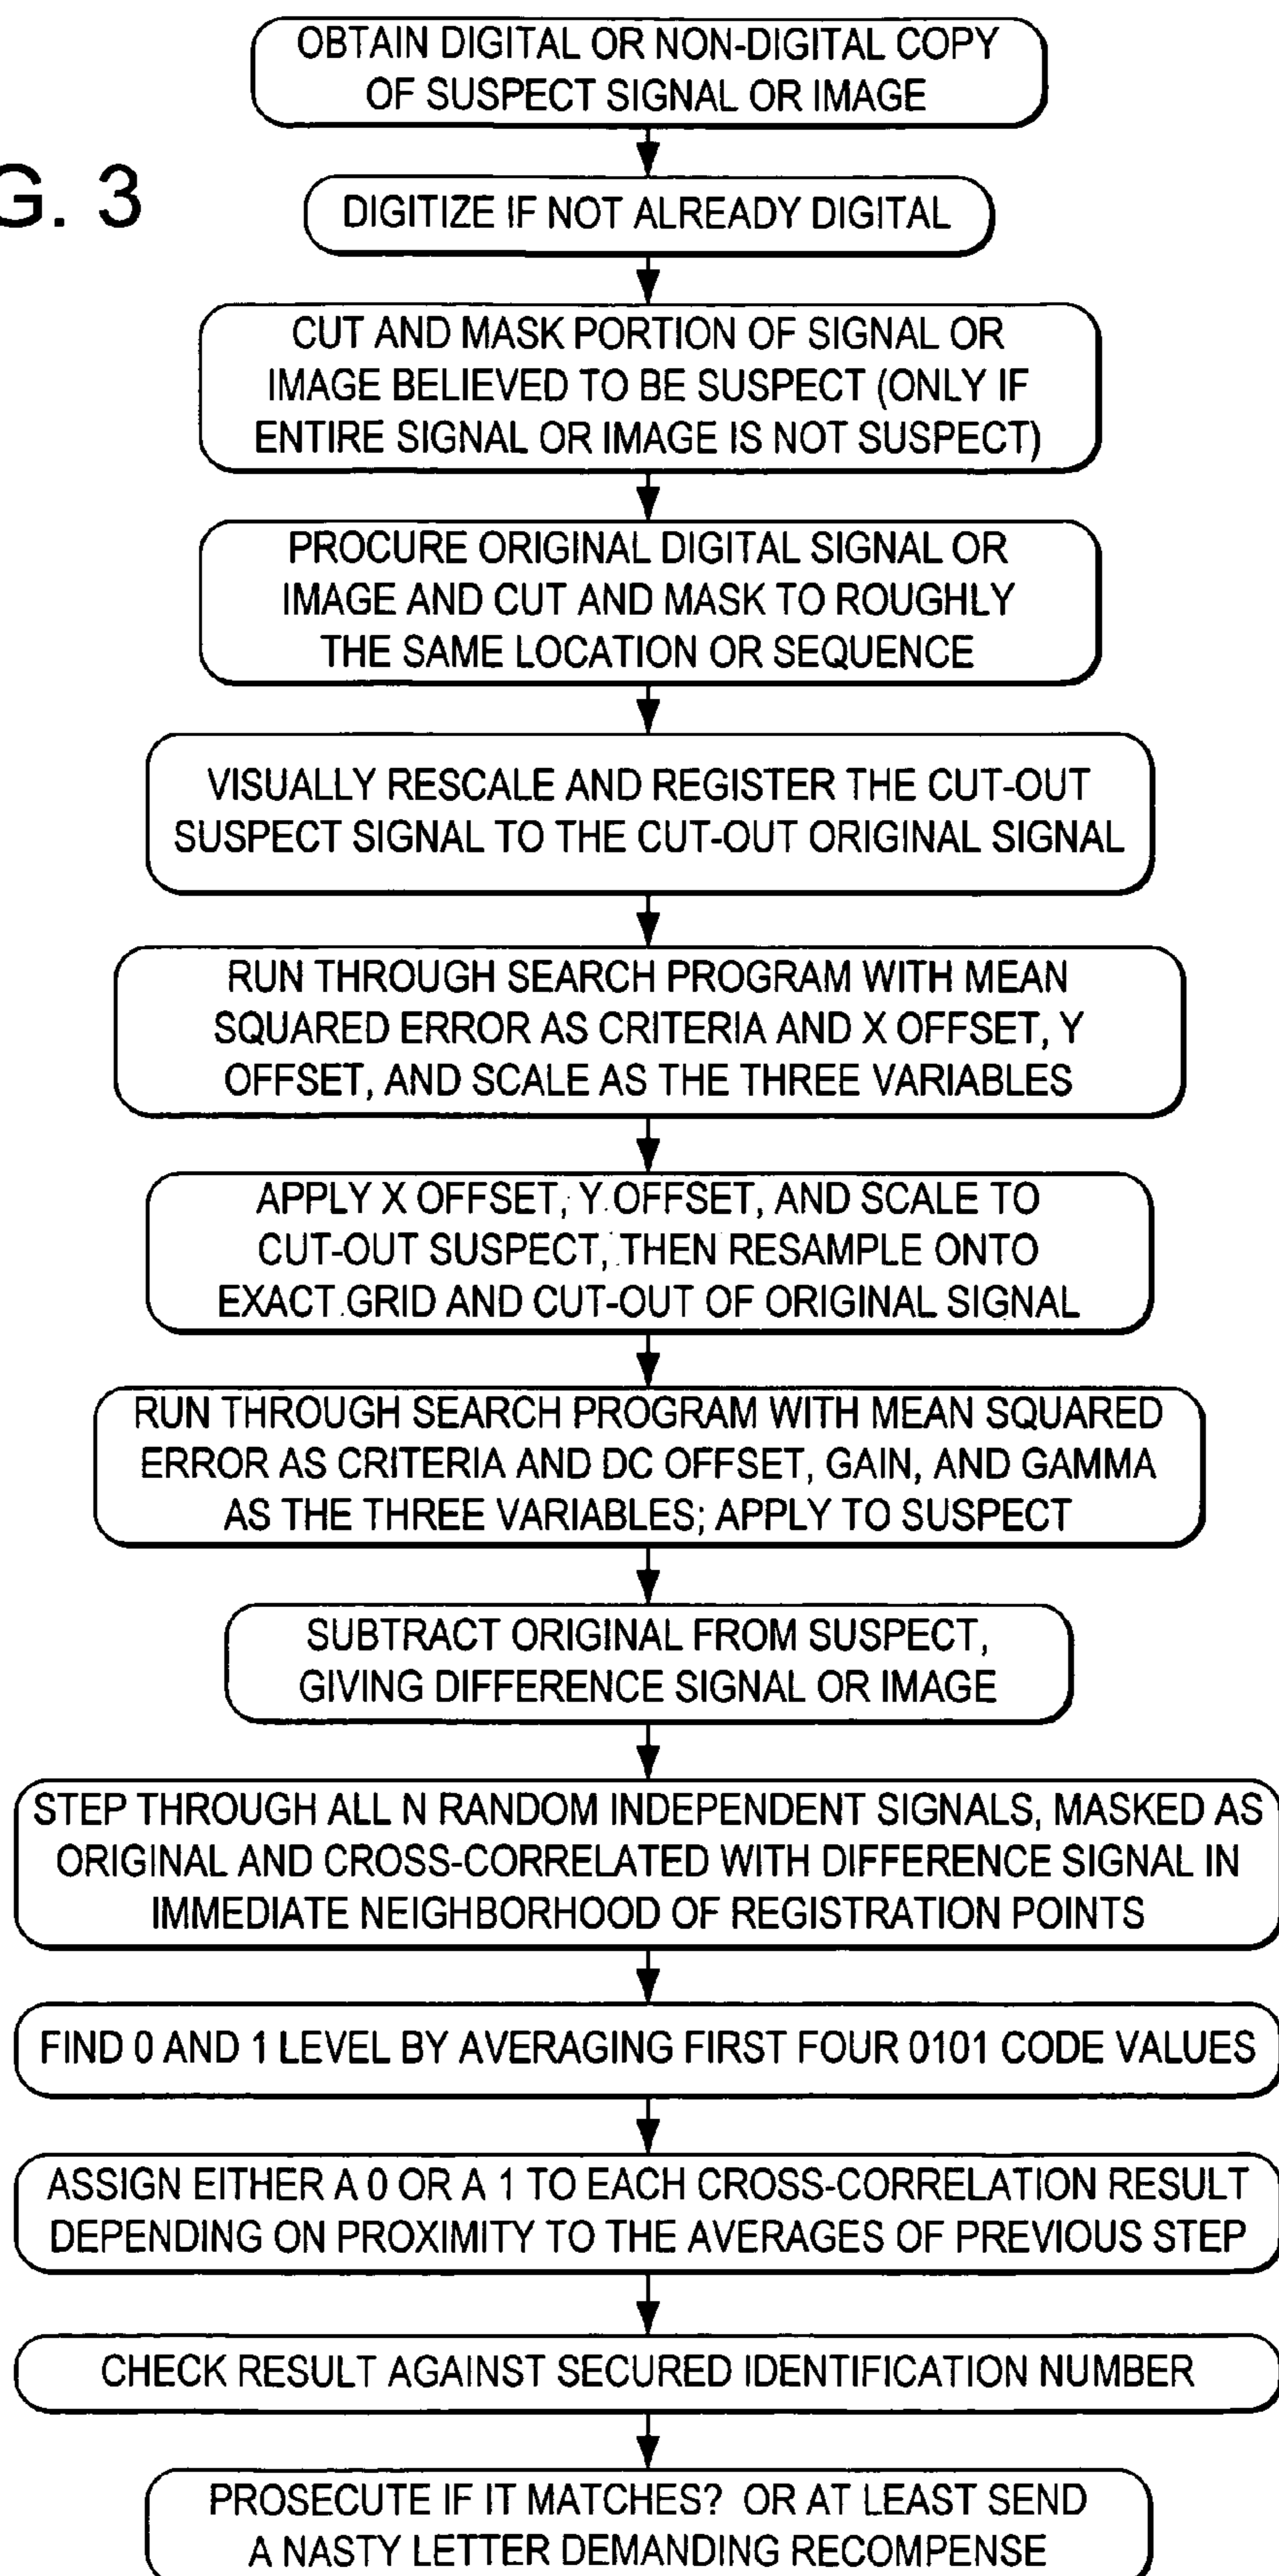 OBTAIN DIGITAL OR NON-DIGITAL COPY
OF SUSPECT SIGNAL OR IMAGE
G. 3
DIGITIZE IF NOT ALREADY DIGITAL
CUT AND MASK PORTION OF SIGNAL OR
IMAGE BELIEVED TO BE SUSPECT (ONLY IF
ENTIRE SIGNAL OR IMAGE IS NOT SUSPECT)
PROCURE ORIGINAL DIGITAL SIGNAL OR
IMAGE AND CUT AND MASK TO ROUGHLY
THE SAME LOCATION OR SEQUENCE
VISUALLY RESCALE AND REGISTER THE CUT-OUT
SUSPECT SIGNAL TO THE CUT-OUT ORIGINAL SIGNAL
RUN THROUGH SEARCH PROGRAM WITH MEAN
SQUARED ERROR AS CRITERIA AND X OFFSET, Y
OFFSET, AND SCALE AS THE THREE VARIABLES
APPLY X OFFSET, Y OFFSET, AND SCALE TO
CUT-OUT SUSPECT, THEN RESAMPLE ONTO
EXACT GRID AND CUT-OUT OF ORIGINAL SIGNAL
RUN THROUGH SEARCH PROGRAM WITH MEAN SQUARED
ERROR AS CRITERIA AND DC OFFSET, GAIN, AND GAMMA
AS THE THREE VARIABLES; APPLY TO SUSPECT
SUBTRACT ORIGINAL FROM SUSPECT,
GIVING DIFFERENCE SIGNAL OR IMAGE
STEP THROUGH ALL N RANDOM INDEPENDENT SIGNALS, MASKED AS
ORIGINAL AND CROSS-CORRELATED WITH DIFFERENCE SIGNAL IN
IMMEDIATE NEIGHBORHOOD OF REGISTRATION POINTS
FIND 0 AND 1 LEVEL BY AVERAGING FIRST FOUR 0101 CODE VALUES
ASSIGN EITHER A 0 OR A 1 TO EACH CROSS-CORRELATION RESULT
DEPENDING ON PROXIMITY TO THE AVERAGES OF PREVIOUS STEP
CHECK RESULT AGAINST SECURED IDENTIFICATION NUMBER
PROSECUTE IF IT MATCHES? OR AT LEAST SEND
A NASTY LETTER DEMANDING RECOMPENSE